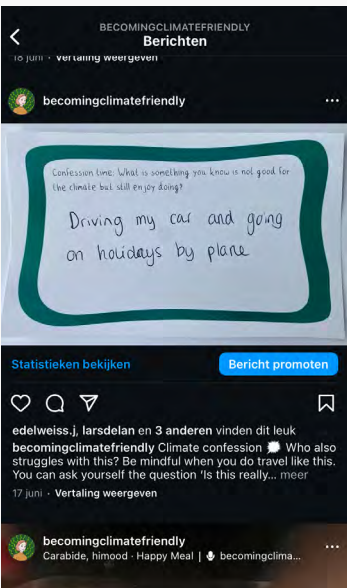 BECOMINGCLIMATEFRIENDLY
Berichten
18 juni · Vertaling weergeven
becomingclimatefriendly
Confession time: What is something you know is not good for
the climate but still enjoy doing?
Driving my car and going
on holidays by plane
Statistieken bekijken
Bericht promoten
edelweiss.j, larsdelan en 3 anderen vinden dit leuk
becomingclimatefriendly Climate confession 💭 Who also
struggles with this? Be mindful when you do travel like this.
You can ask yourself the question 'Is this really... meer
17 juni · Vertaling weergeven
becomingclimatefriendly
Carabide, himood · Happy Meal | becomingclima...